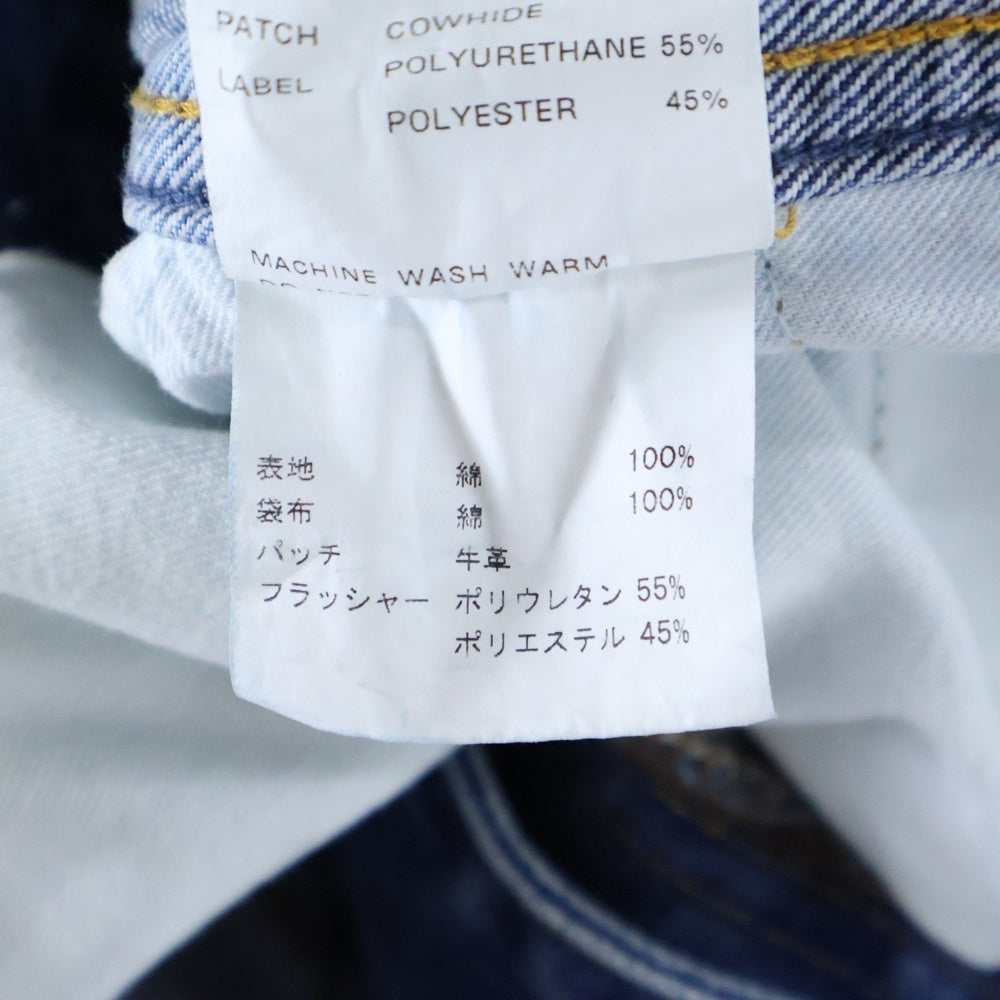 PATCH COWHIDE
LABEL POLYURETHANE 55%
POLYESTER 45%
MACHINE WASH WARM
表地 綿 100%
袋布 綿 100%
パッチ 牛革
フラッシャー ポリウレタン 55%
ポリエステル 45%